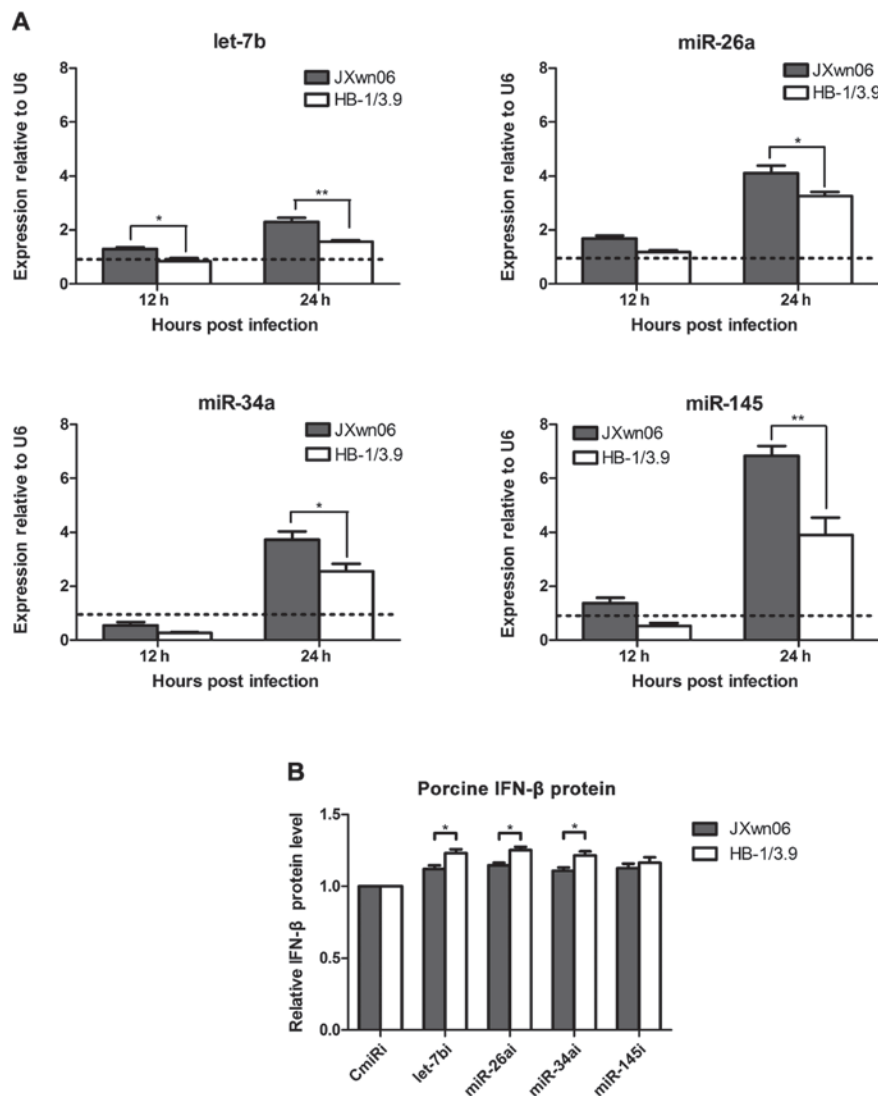 A
let-7b
Expression relative to U6
8
6
4
2
0
JXwn06
HB-1/3.9
*
**
12 h
24 h
Hours post infection
miR-26a
Expression relative to U6
8
6
4
2
0
JXwn06
HB-1/3.9
*
12 h
24 h
Hours post infection
miR-34a
Expression relative to U6
8
6
4
2
0
JXwn06
HB-1/3.9
*
12 h
24 h
Hours post infection
miR-145
Expression relative to U6
8
6
4
2
0
JXwn06
HB-1/3.9
**
12 h
24 h
Hours post infection
B
Porcine IFN-β protein
Relative IFN-β protein level
1.5
1.0
0.5
0.0
*
*
*
JXwn06
HB-1/3.9
CmiRi
let-7bi
miR-26ai
miR-34ai
miR-145i